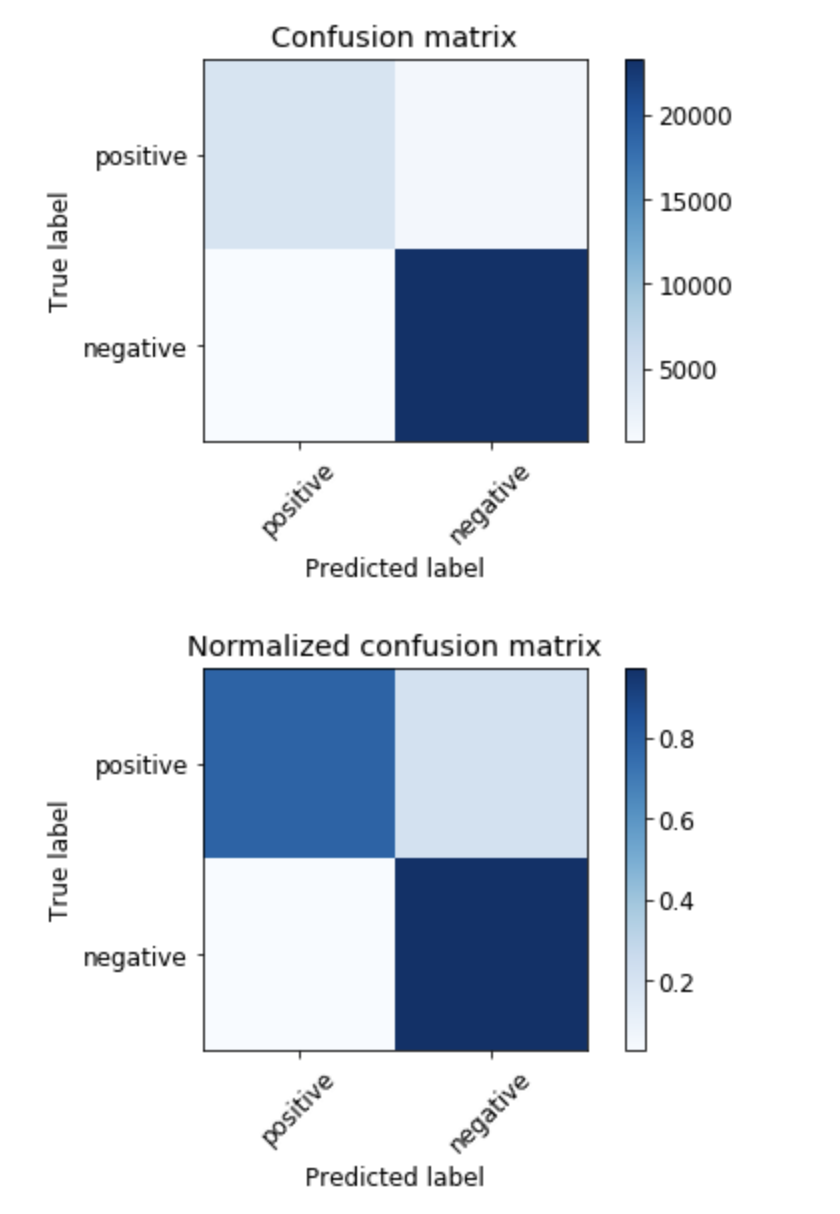 Confusion matrix
20000
positive
15000
True label
10000
negative
5000
positive
negative
Predicted label
Normalized confusion matrix
0.8
positive
0.6
True label
0.4
negative
0.2
positive
negative
Predicted label